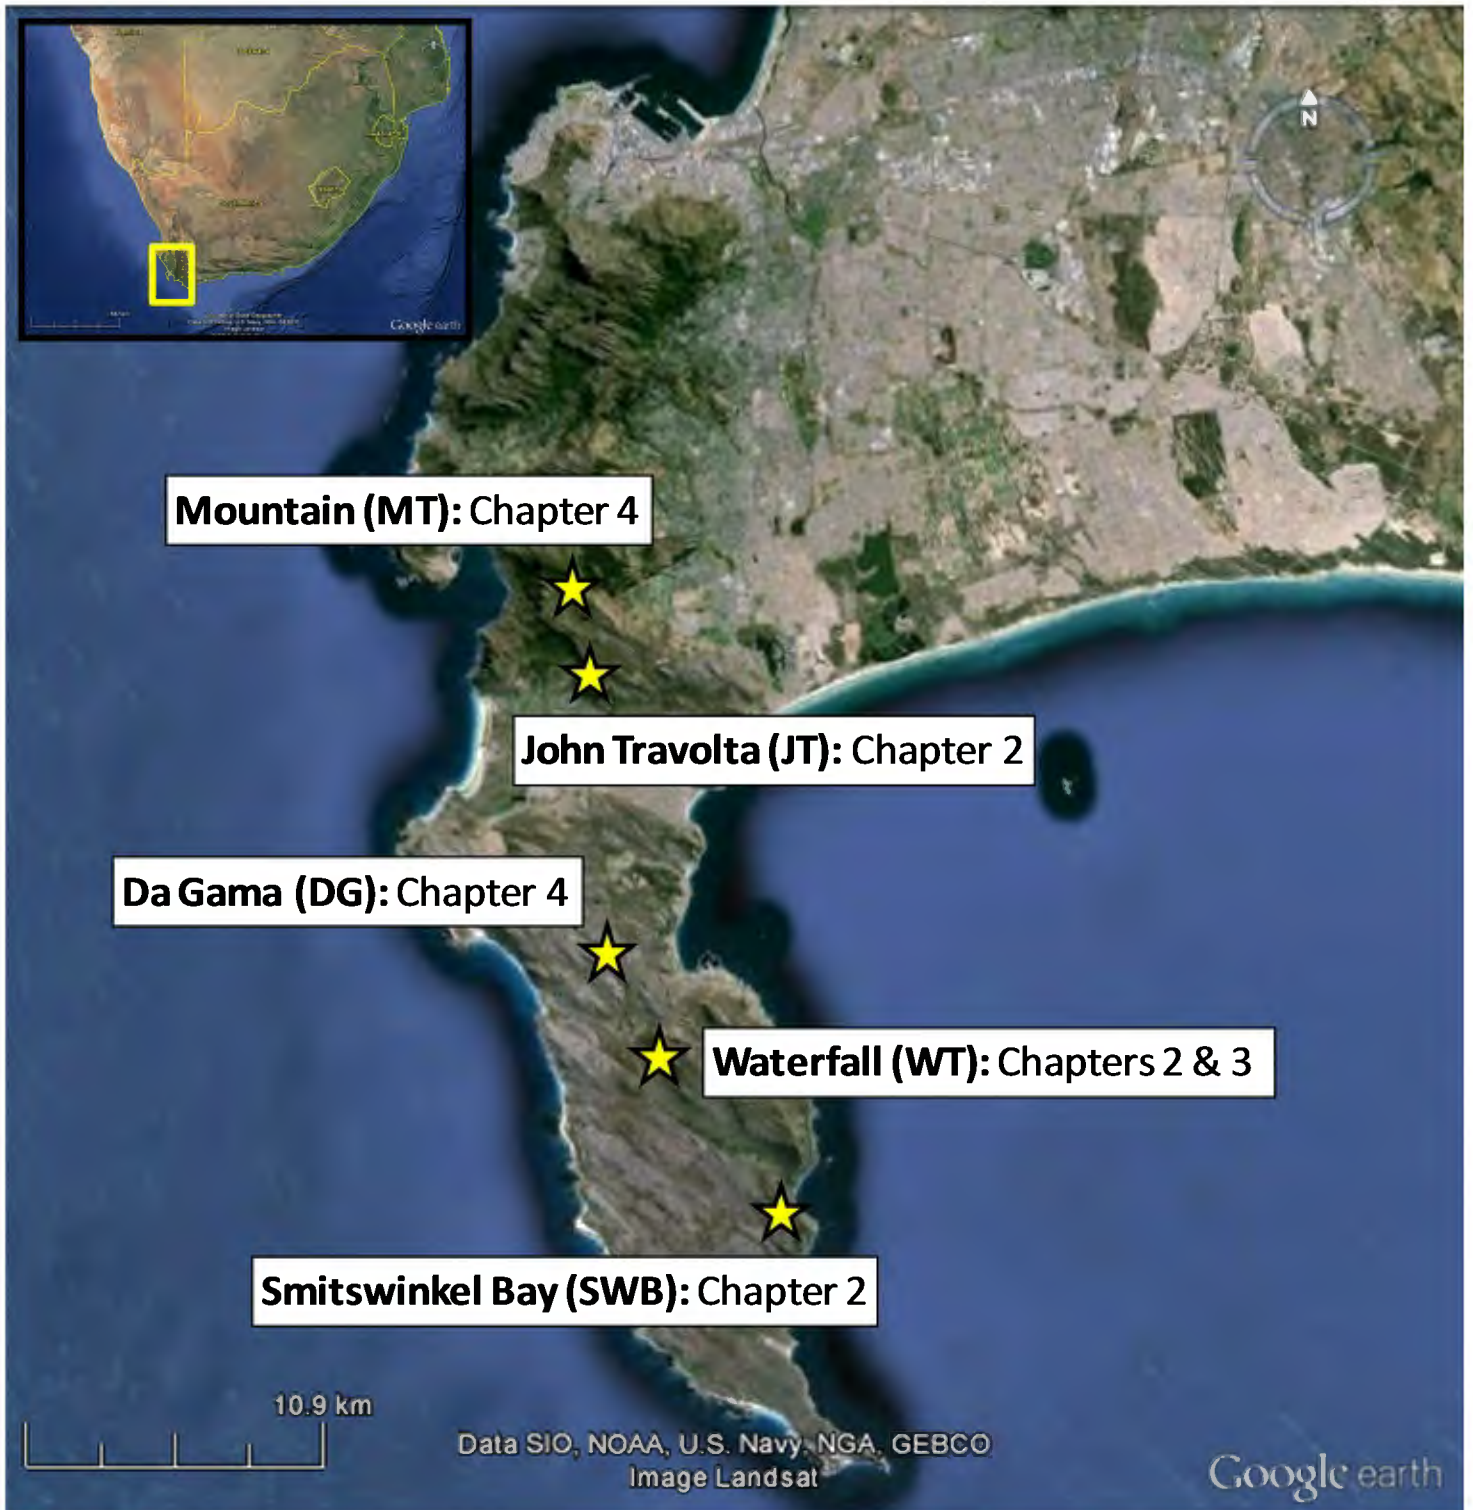 South Africa
Google earth
N
Mountain (MT): Chapter 4
John Travolta (JT): Chapter 2
Da Gama (DG): Chapter 4
Waterfall (WT): Chapters 2 & 3
Smitswinkel Bay (SWB): Chapter 2
10.9 km
Data SIO, NOAA, U.S. Navy, NGA, GEBCO
Image Landsat
Google earth